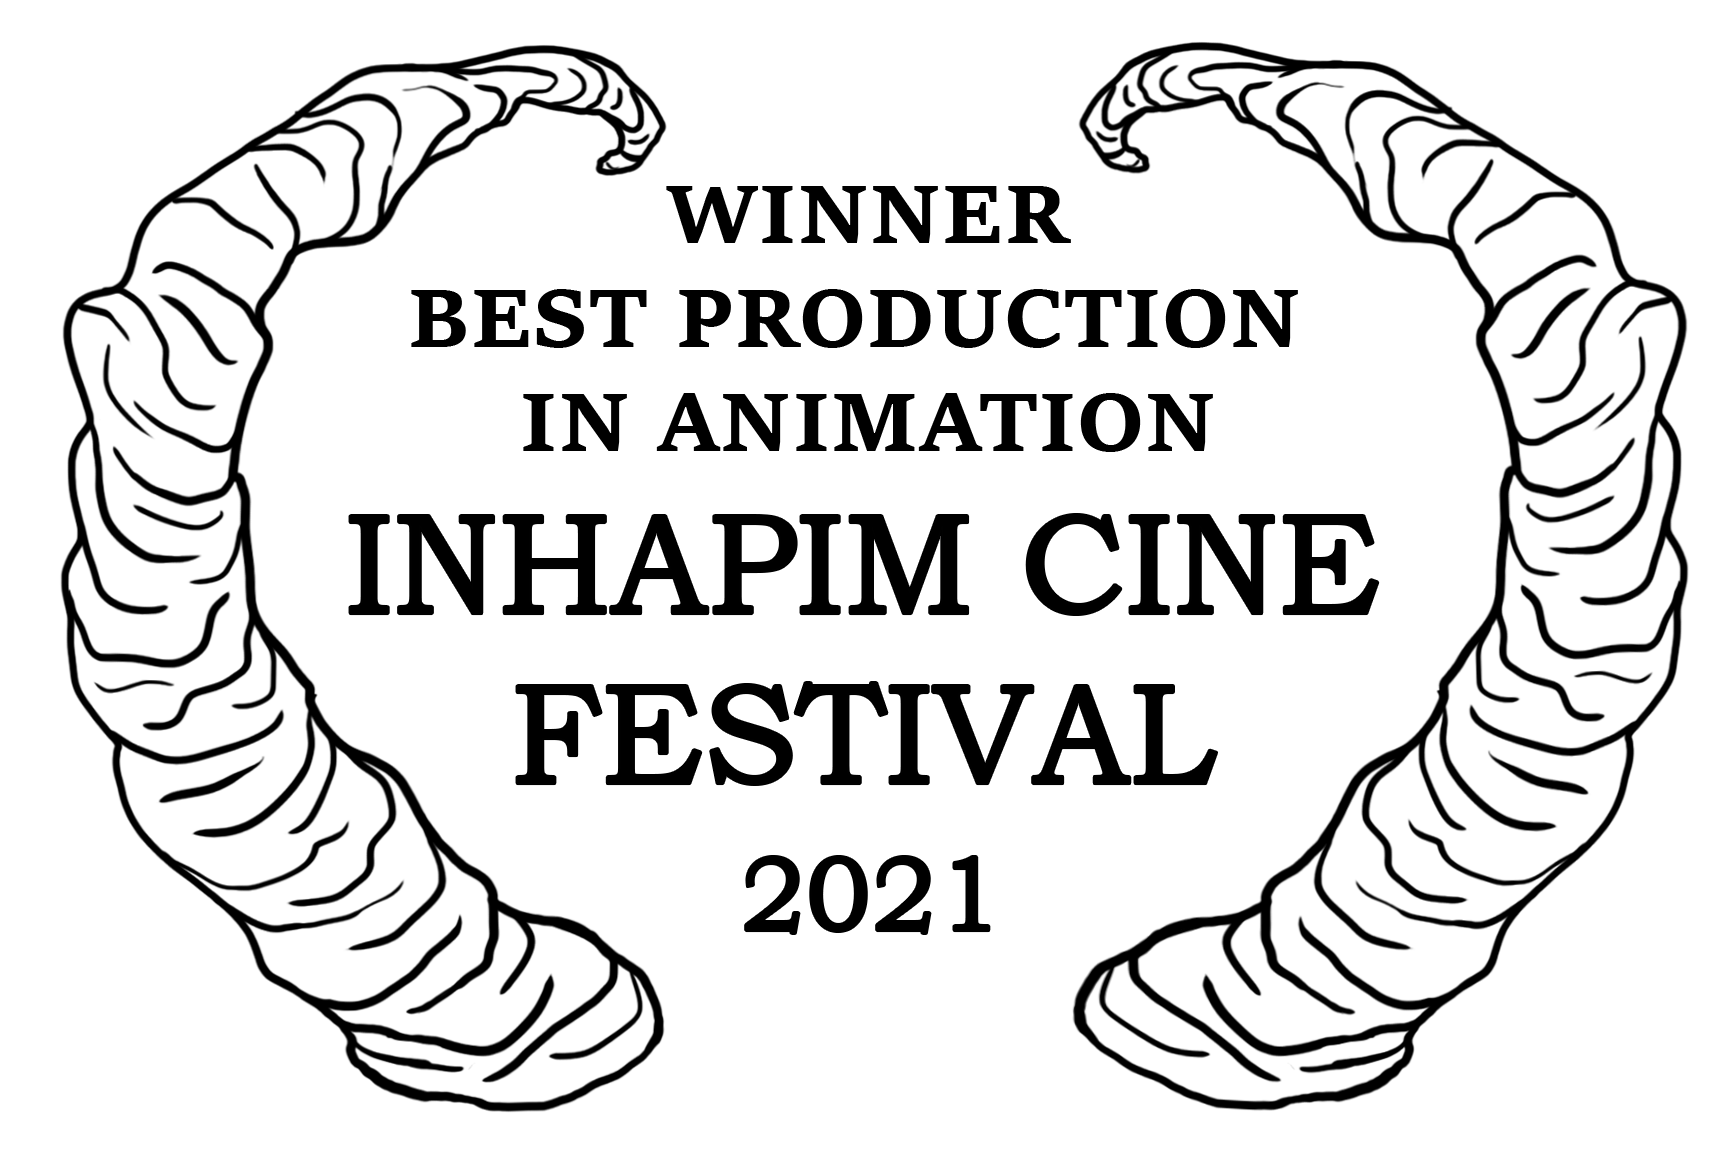 WINNER
BEST PRODUCTION
IN ANIMATION
INHAPIM CINE
FESTIVAL
2021